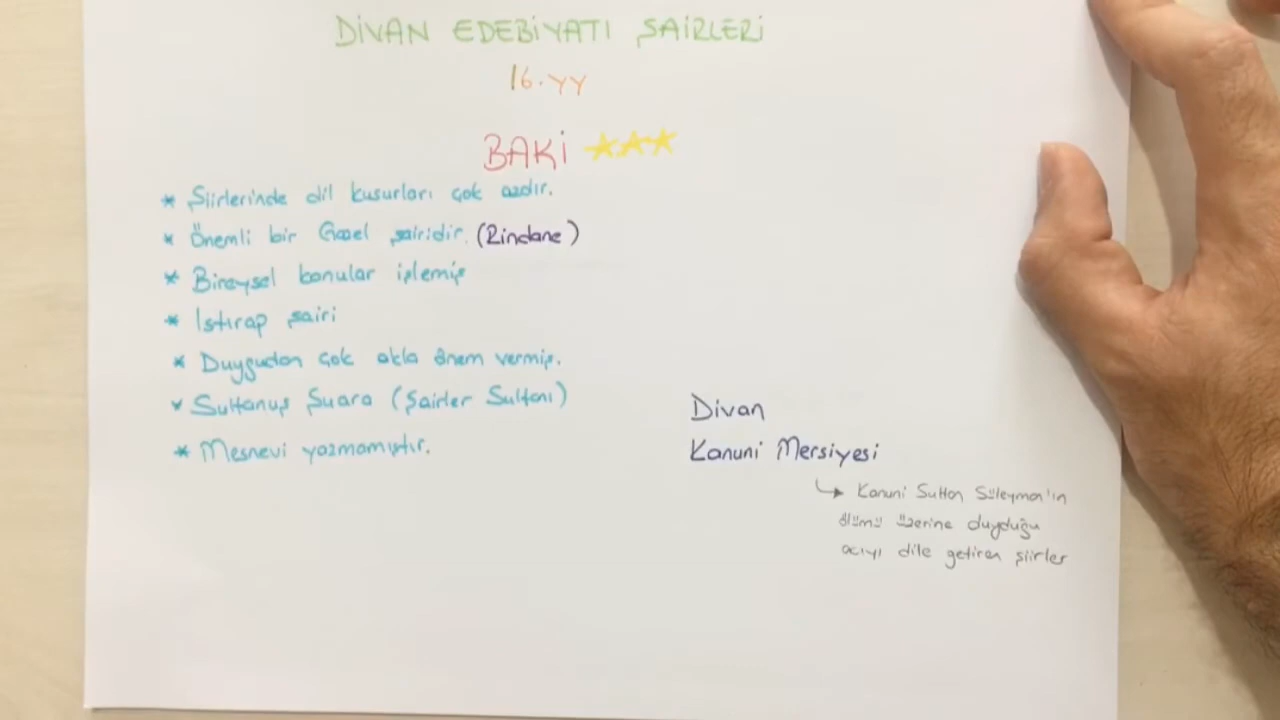 DİVAN EDEBİYATI ŞAİRLERİ
16.yy
BAKİ
* Şiirlerinde dil kusurları çok azdır.
* Önemli bir Gazel şairidir. (Rindane)
* Bireysel konular işlemiş
* Istırap şairi
* Duygudan çok akla önem vermiş.
* Sultanuş Şuara (Şairler Sultanı)
* Mesnevi yazmamıştır.
Divan
Kanuni Mersiyesi
↳ Kanuni Sultan Süleyman'ın
ölümü üzerine duyduğu
acıyı dile getiren şiirler